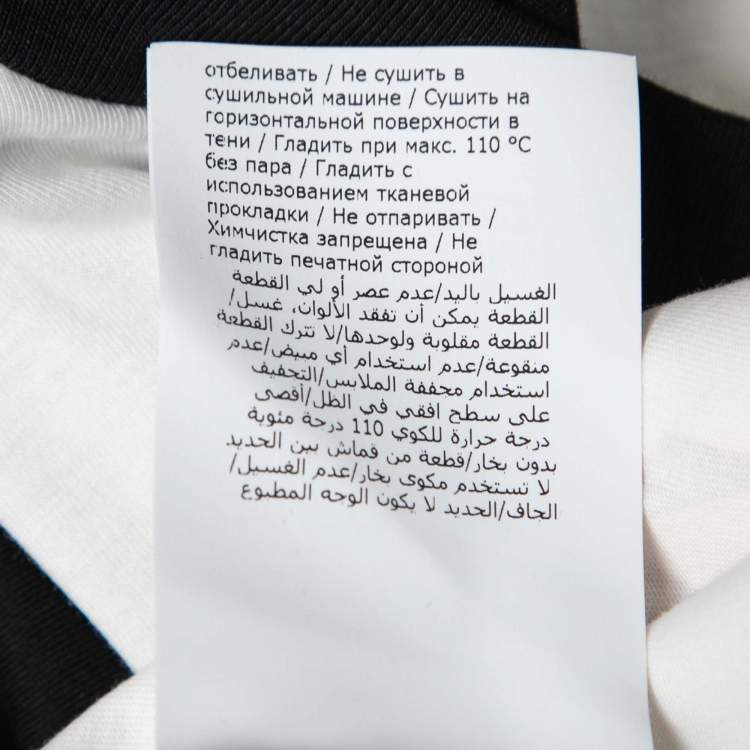 отбеливать / Не сушить в
сушильной машине / Сушить на
горизонтальной поверхности в
тени / Гладить при макс. 110 °C
без пара / Гладить с
использованием тканевой
прокладки / Не отпаривать /
Химчистка запрещена / Не
гладить печатной стороной
الغسيل باليد/عدم عصر أو لي القطعة
القطعة يمكن أن تفقد الألوان، غسل/
القطعة مقلوبة ولوحدها/لا تترك القطعة
منقوعة/عدم استخدام أي مبيض/عدم
استخدام مجففة الملابس/التجفيف
على سطح افقي في الظل/أقصى
درجة حرارة للكوي 110 درجة مئوية
بدون بخار/قطعة من قماش بين الحديد.
لا تستخدم مكوى بخار/عدم الغسيل/
الجاف/الحديد لا يكون الوجه المطبوع